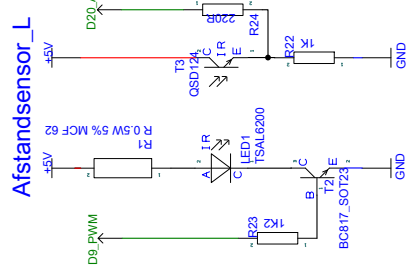 Afstandsensor_L
D20_
220R
R24
+5V
T3
QSD124
C
IR
E
R22
1K
GND
+5V
R1
R 0.5W 5% MCF 62
A
C
IR
LED1
TSAL6200
C
B
E
T2
BC817_SOT23
GND
D9_PWM
R23
1K2